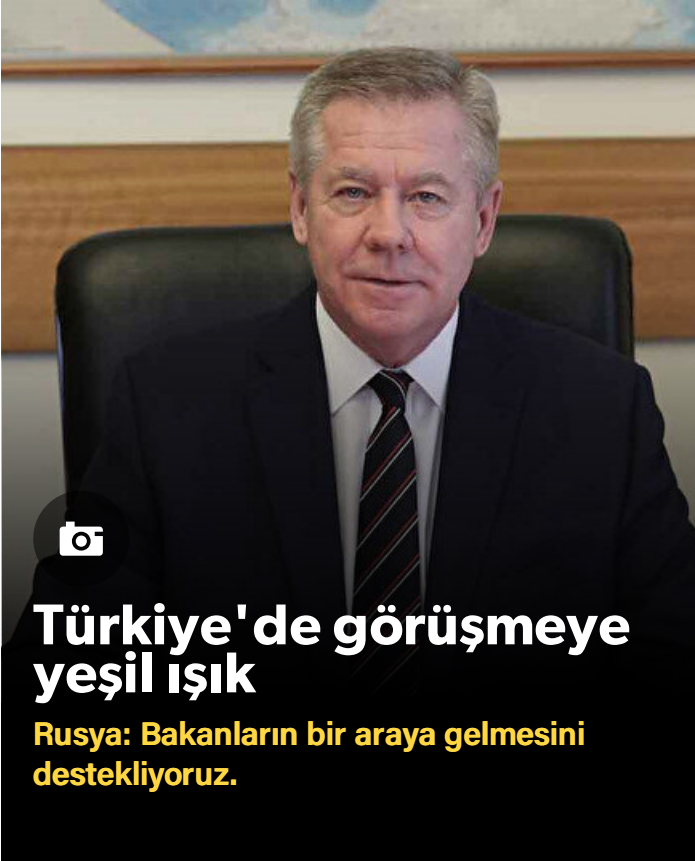 Türkiye'de görüşmeye
yeşil ışık
Rusya: Bakanların bir araya gelmesini
destekliyoruz.